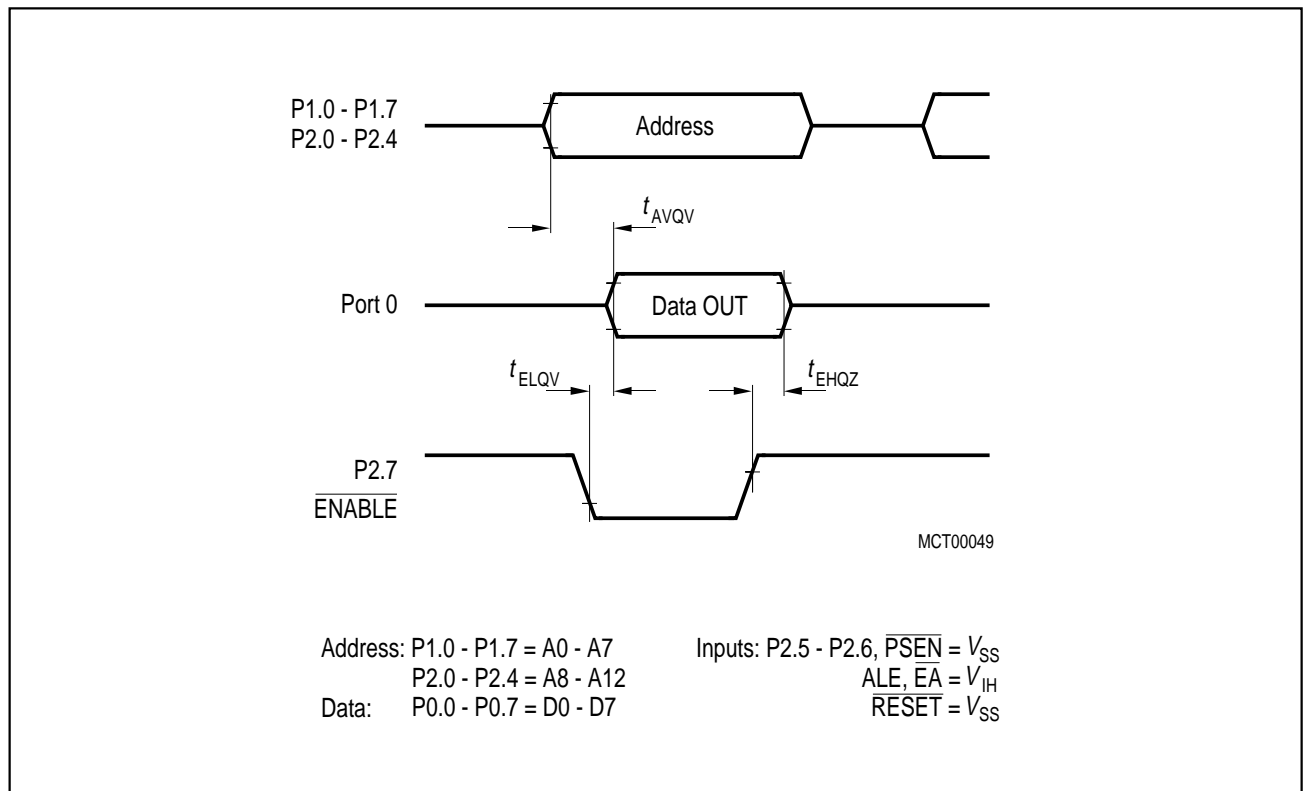 P1.0 - P1.7
P2.0 - P2.4
Address
tAVQV
Port 0
Data OUT
tELQV
tEHQZ
P2.7
ENABLE
MCT00049
Address: P1.0 - P1.7 = A0 - A7
P2.0 - P2.4 = A8 - A12
Data: P0.0 - P0.7 = D0 - D7
Inputs: P2.5 - P2.6, PSEN = VSS
ALE, EA = VIH
RESET = VSS